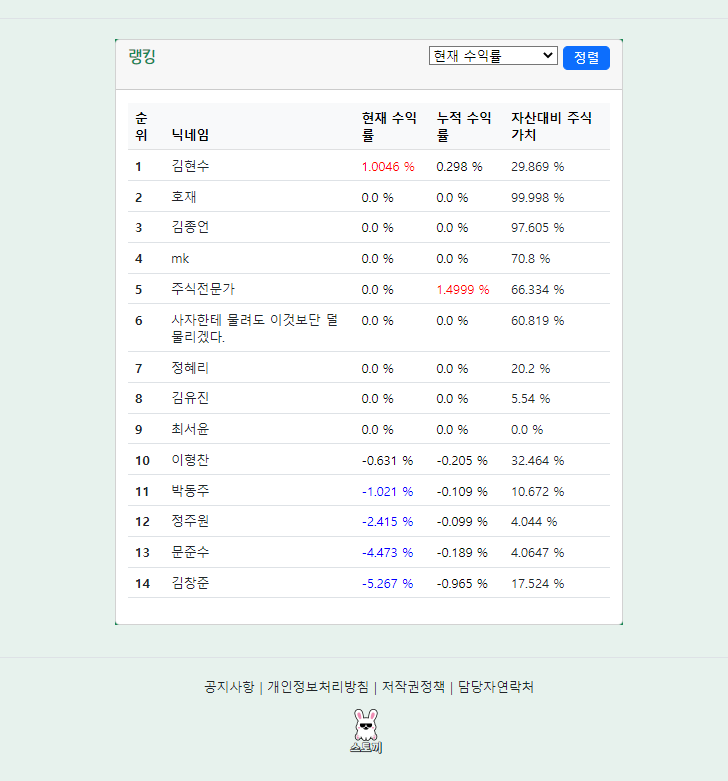 랭킹
현재 수익률 정렬
순위 닉네임 현재 수익률 누적 수익률 자산대비 주식 가치
1 김현수 1.0046 % 0.298 % 29.869 %
2 호재 0.0 % 0.0 % 99.998 %
3 김종언 0.0 % 0.0 % 97.605 %
4 mk 0.0 % 0.0 % 70.8 %
5 주식전문가 0.0 % 1.4999 % 66.334 %
6 사자한테 물려도 이것보단 덜 0.0 % 0.0 % 60.819 %
물리겠다.
7 정혜리 0.0 % 0.0 % 20.2 %
8 김유진 0.0 % 0.0 % 5.54 %
9 최서윤 0.0 % 0.0 % 0.0 %
10 이형찬 -0.631 % -0.205 % 32.464 %
11 박동주 -1.021 % -0.109 % 10.672 %
12 정주원 -2.415 % -0.099 % 4.044 %
13 문준수 -4.473 % -0.189 % 4.0647 %
14 김창준 -5.267 % -0.965 % 17.524 %
공지사항 | 개인정보처리방침 | 저작권정책 | 담당자연락처
스토끼